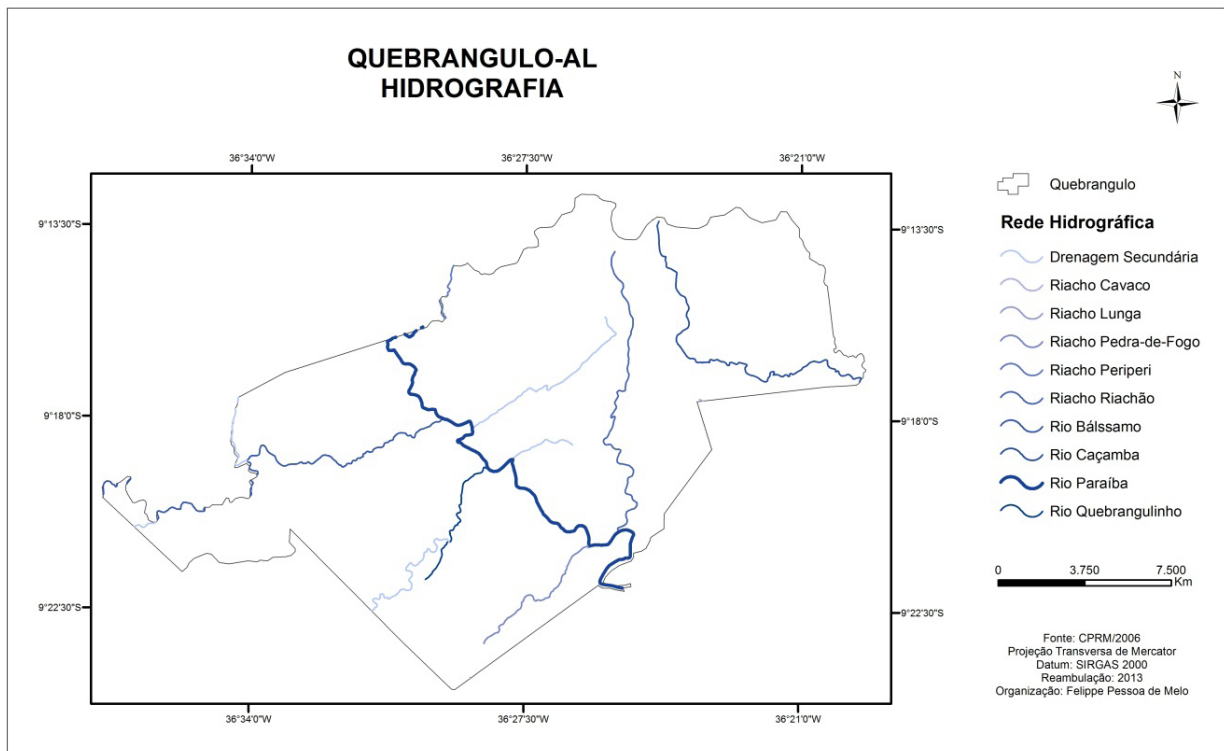 QUEBRANGULO-AL
HIDROGRAFIA
N
36°34'0"W
36°27'30"W
36°21'0"W
9°13'30"S
9°13'30"S
9°18'0"S
9°18'0"S
9°22'30"S
9°22'30"S
36°34'0"W
36°27'30"W
36°21'0"W
Quebrangulo
Rede Hidrográfica
Drenagem Secundária
Riacho Cavaco
Riacho Lunga
Riacho Pedra-de-Fogo
Riacho Periperi
Riacho Riachão
Rio Bálssamo
Rio Caçamba
Rio Paraíba
Rio Quebrangulinho
0 3.750 7.500
Km
Fonte: CPRM/2006
Projeção Transversa de Mercator
Datum: SIRGAS 2000
Reambulação: 2013
Organização: Felippe Pessoa de Melo